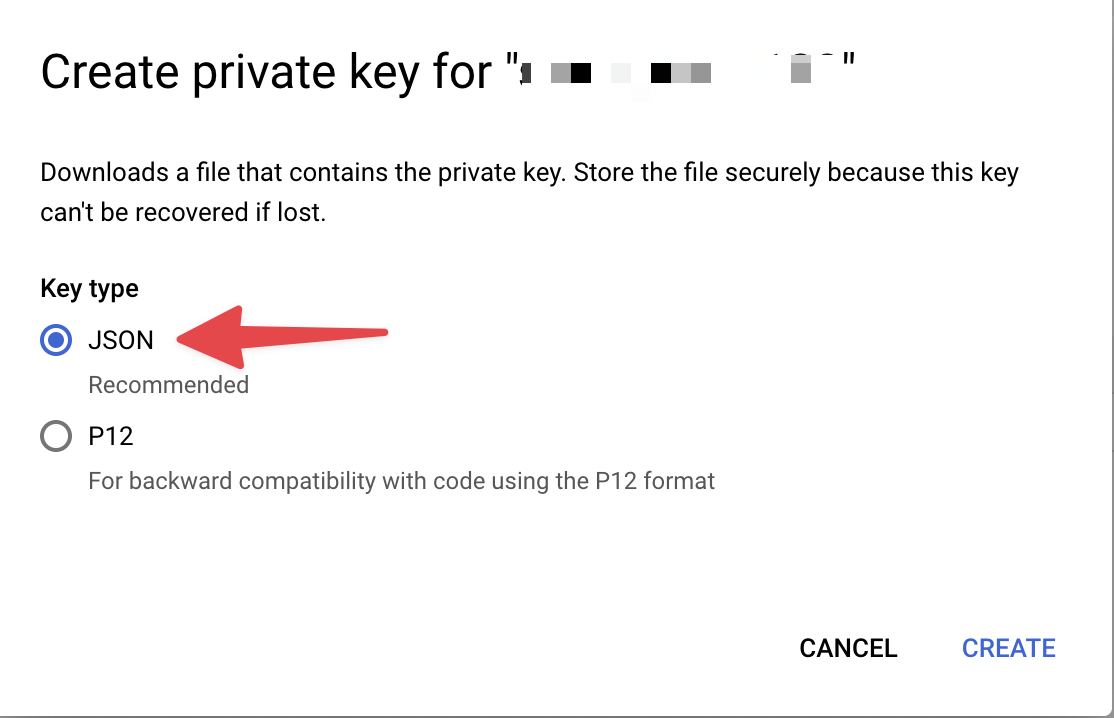 Create private key for " "
Downloads a file that contains the private key. Store the file securely because this key
can't be recovered if lost.
Key type
JSON
Recommended
P12
For backward compatibility with code using the P12 format
CANCEL CREATE